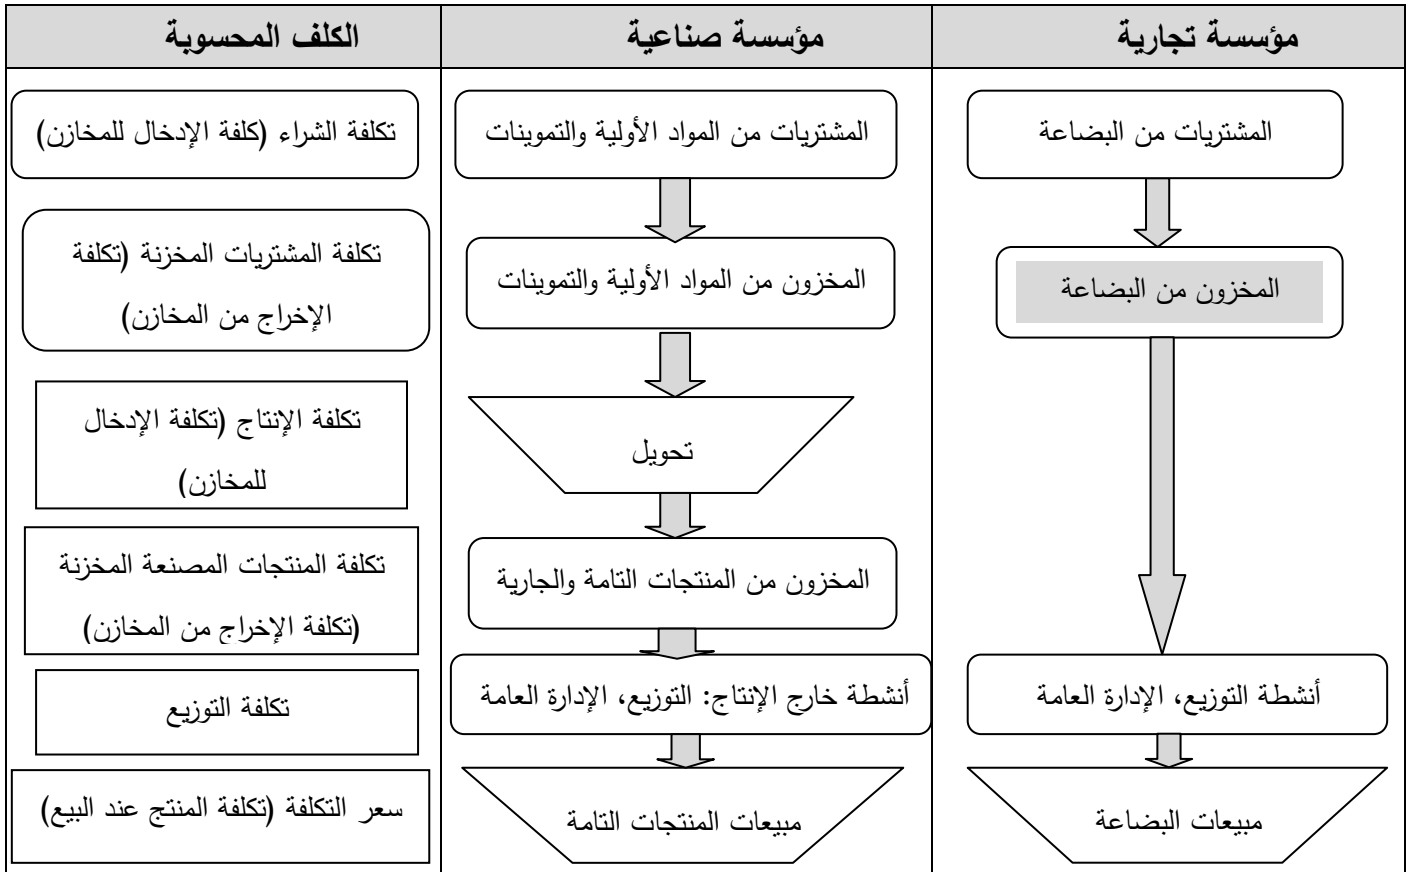 مؤسسة تجارية
مؤسسة صناعية
الكلف المحسوبة
المشتريات من البضاعة
المشتريات من المواد الأولية والتموينات
تكلفة الشراء (كلفة الإدخال للمخازن)
المخزون من البضاعة
المخزون من المواد الأولية والتموينات
تكلفة المشتريات المخزنة (تكلفة
الإخراج من المخازن)
تحويل
تكلفة الإنتاج (تكلفة الإدخال
للمخازن)
المخزون من المنتجات التامة والجارية
تكلفة المنتجات المصنعة المخزنة
(تكلفة الإخراج من المخازن)
أنشطة التوزيع، الإدارة العامة
أنشطة خارج الإنتاج: التوزيع، الإدارة العامة
تكلفة التوزيع
مبيعات البضاعة
مبيعات المنتجات التامة
سعر التكلفة (تكلفة المنتج عند البيع)